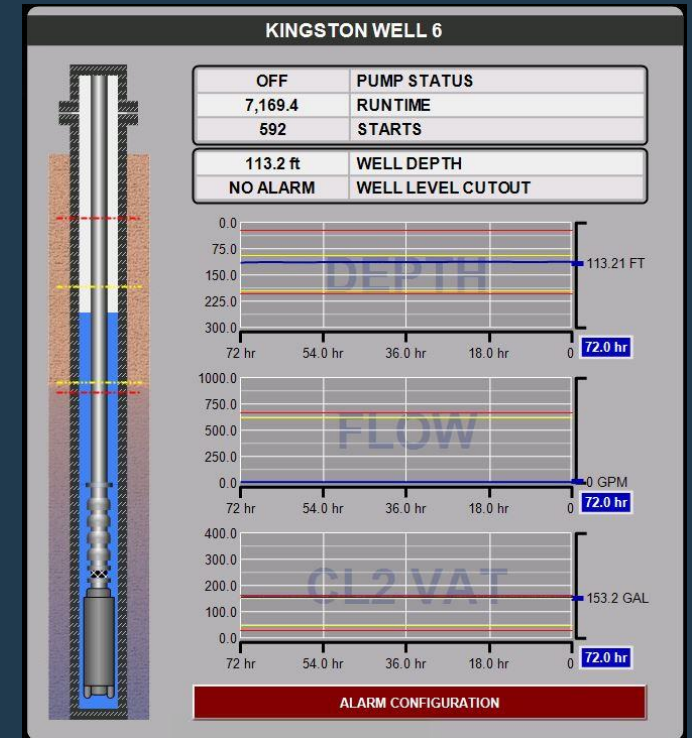 KINGSTON WELL 6
OFF PUMP STATUS
7,169.4 RUNTIME
592 STARTS
113.2 ft WELL DEPTH
NO ALARM WELL LEVEL CUTOUT
0.0
75.0
150.0
225.0
300.0
DEPTH
113.21 FT
72 hr 54.0 hr 36.0 hr 18.0 hr 0 72.0 hr
1000.0
750.0
500.0
250.0
0.0
FLOW
0 GPM
72 hr 54.0 hr 36.0 hr 18.0 hr 0 72.0 hr
400.0
300.0
200.0
100.0
0.0
CL2 VAT
153.2 GAL
72 hr 54.0 hr 36.0 hr 18.0 hr 0 72.0 hr
ALARM CONFIGURATION